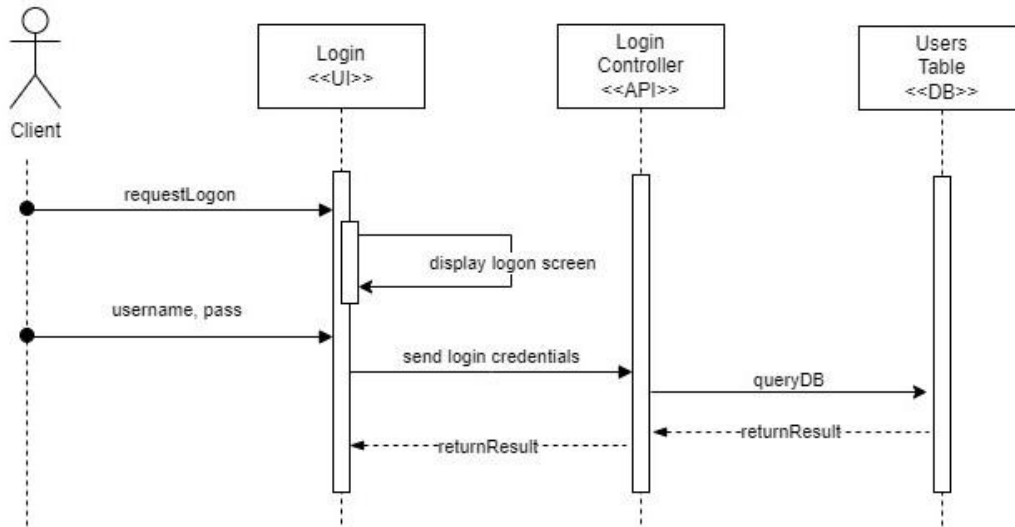 Login
<<UI>>
Login
Controller
<<API>>
Users
Table
<<DB>>
Client
requestLogon
display logon screen
username, pass
send login credentials
queryDB
returnResult
returnResult